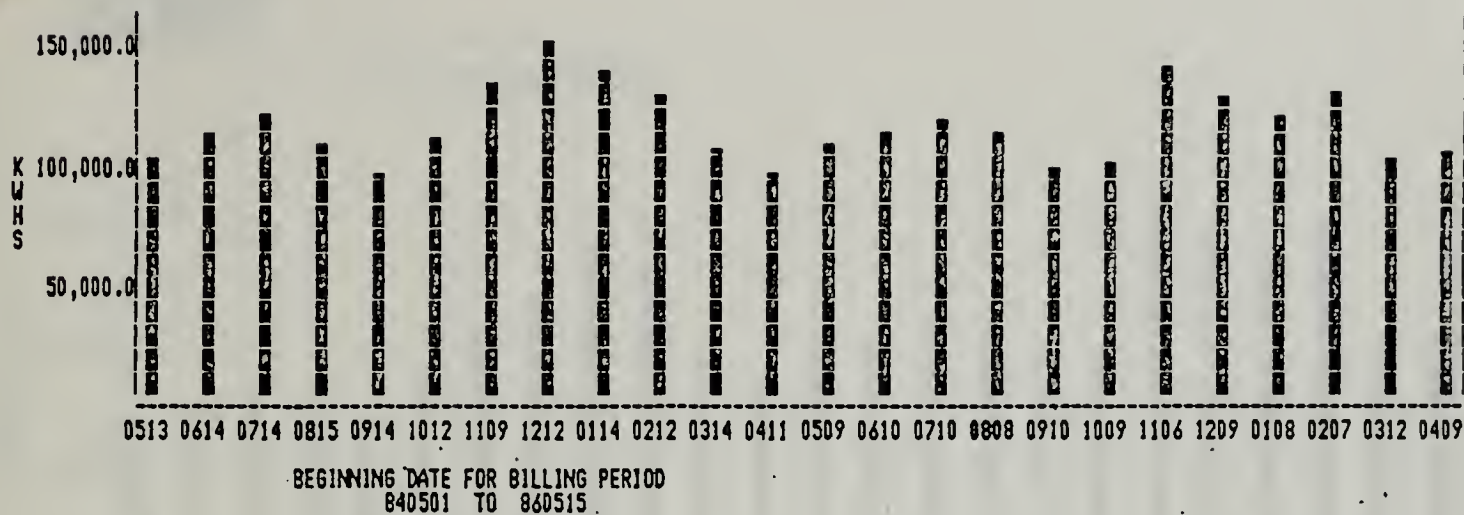 150,000.0
K 100,000.0
W
H
S
50,000.0
0513 0614 0714 0815 0914 1012 1109 1212 0114 0212 0314 0411 0509 0610 0710 0808 0910 1009 1106 1209 0108 0207 0312 0409
BEGINNING DATE FOR BILLING PERIOD
840501 TO 860515